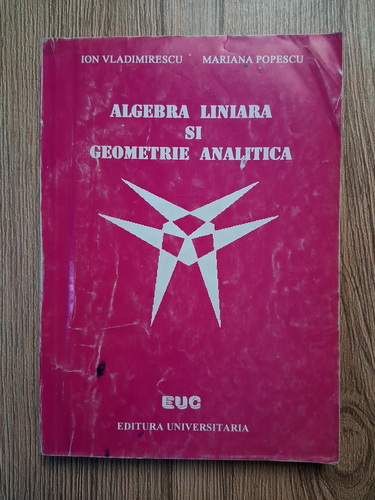 ION VLADIMIRESCU MARIANA POPESCU
ALGEBRA LINIARA
SI
GEOMETRIE ANALITICA
EUC
EDITURA UNIVERSITARIA